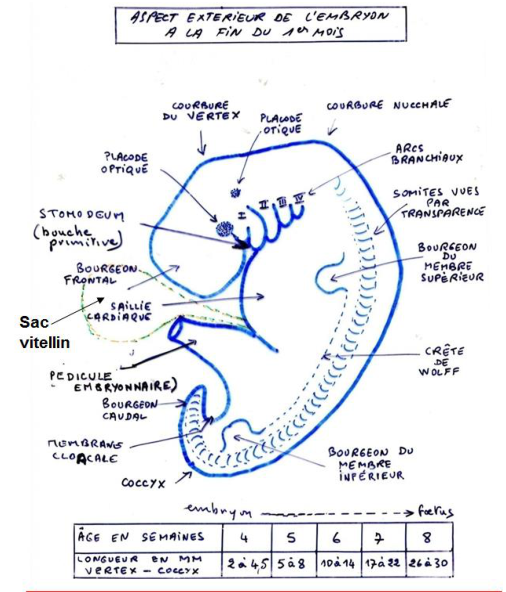 ASPECT EXTERIEUR DE L'EMBRYON
A LA FIN DU 1er MOIS
COURBURE
DU VERTEX
PLACODE
OTIQUE
COURBURE NUCCHALE
PLACODE
OPTIQUE
ARCS
BRANCHIAUX
I II III IV
SOMITES VUES
PAR
TRANSPARENCE
STOMODEUM
(bouche
primitive)
BOURGEON
FRONTAL
BOURGEON
DU
MEMBRE
SUPÉRIEUR
SAILLIE
CARDIAQUE
Sac
vitellin
CRÊTE
DE
WOLFF
PÉDICULE
EMBRYONNAIRE)
BOURGEON
CAUDAL
MEMBRANE
CLOACALE
COCCYX
BOURGEON DU
MEMBRE
INFÉRIEUR
embryon → fœtus
ÂGE EN SEMAINES 4 5 6 7 8
LONGUEUR EN MM
VERTEX - COCCYX 2 à 4,5 5 à 8 10 à 14 17 à 22 26 à 30